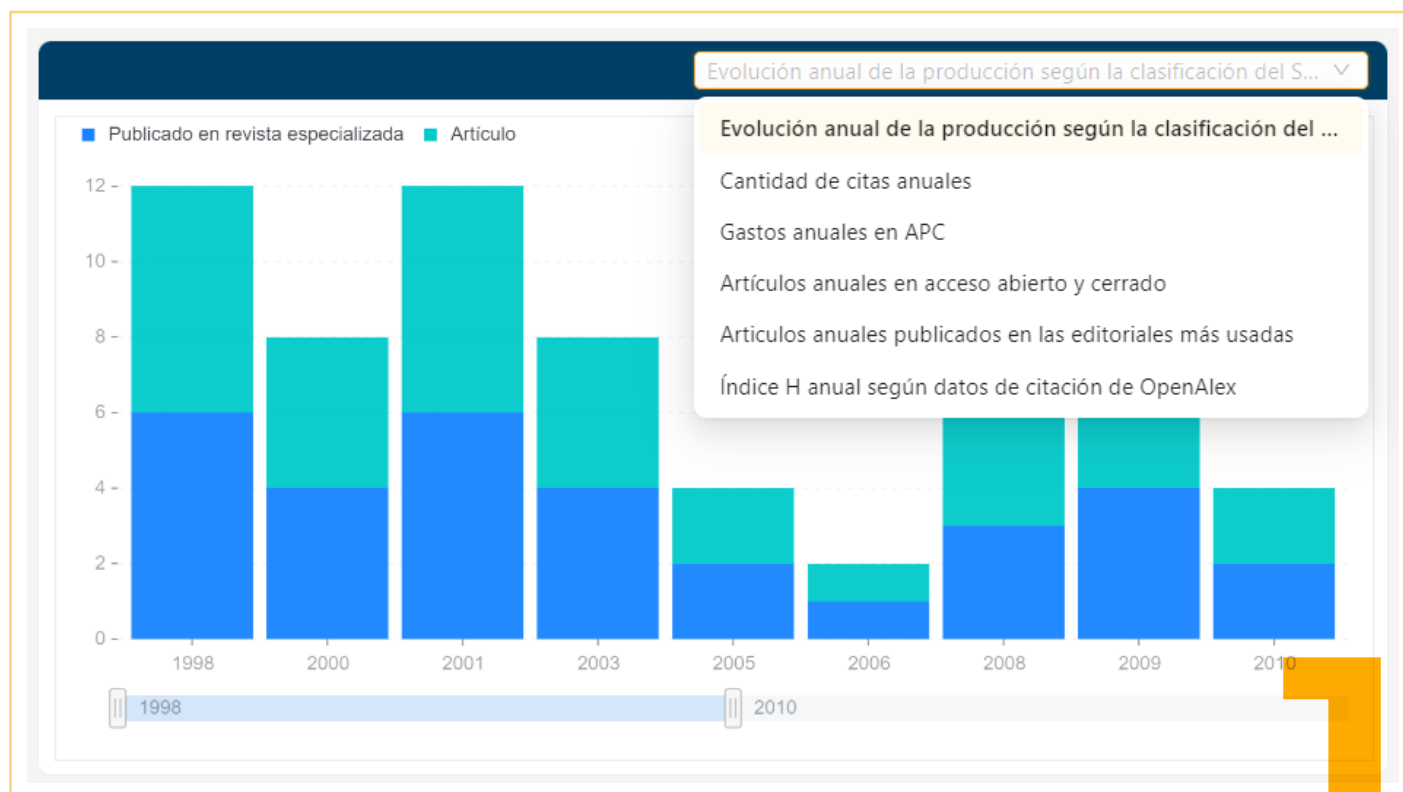 Evolución anual de la producción según la clasificación del S...
Publicado en revista especializada Artículo
Evolución anual de la producción según la clasificación del ...
Cantidad de citas anuales
Gastos anuales en APC
Artículos anuales en acceso abierto y cerrado
Articulos anuales publicados en las editoriales más usadas
Índice H anual según datos de citación de OpenAlex
12
10
8
6
4
2
0
1998 2000 2001 2003 2005 2006 2008 2009 2010
1998 2010